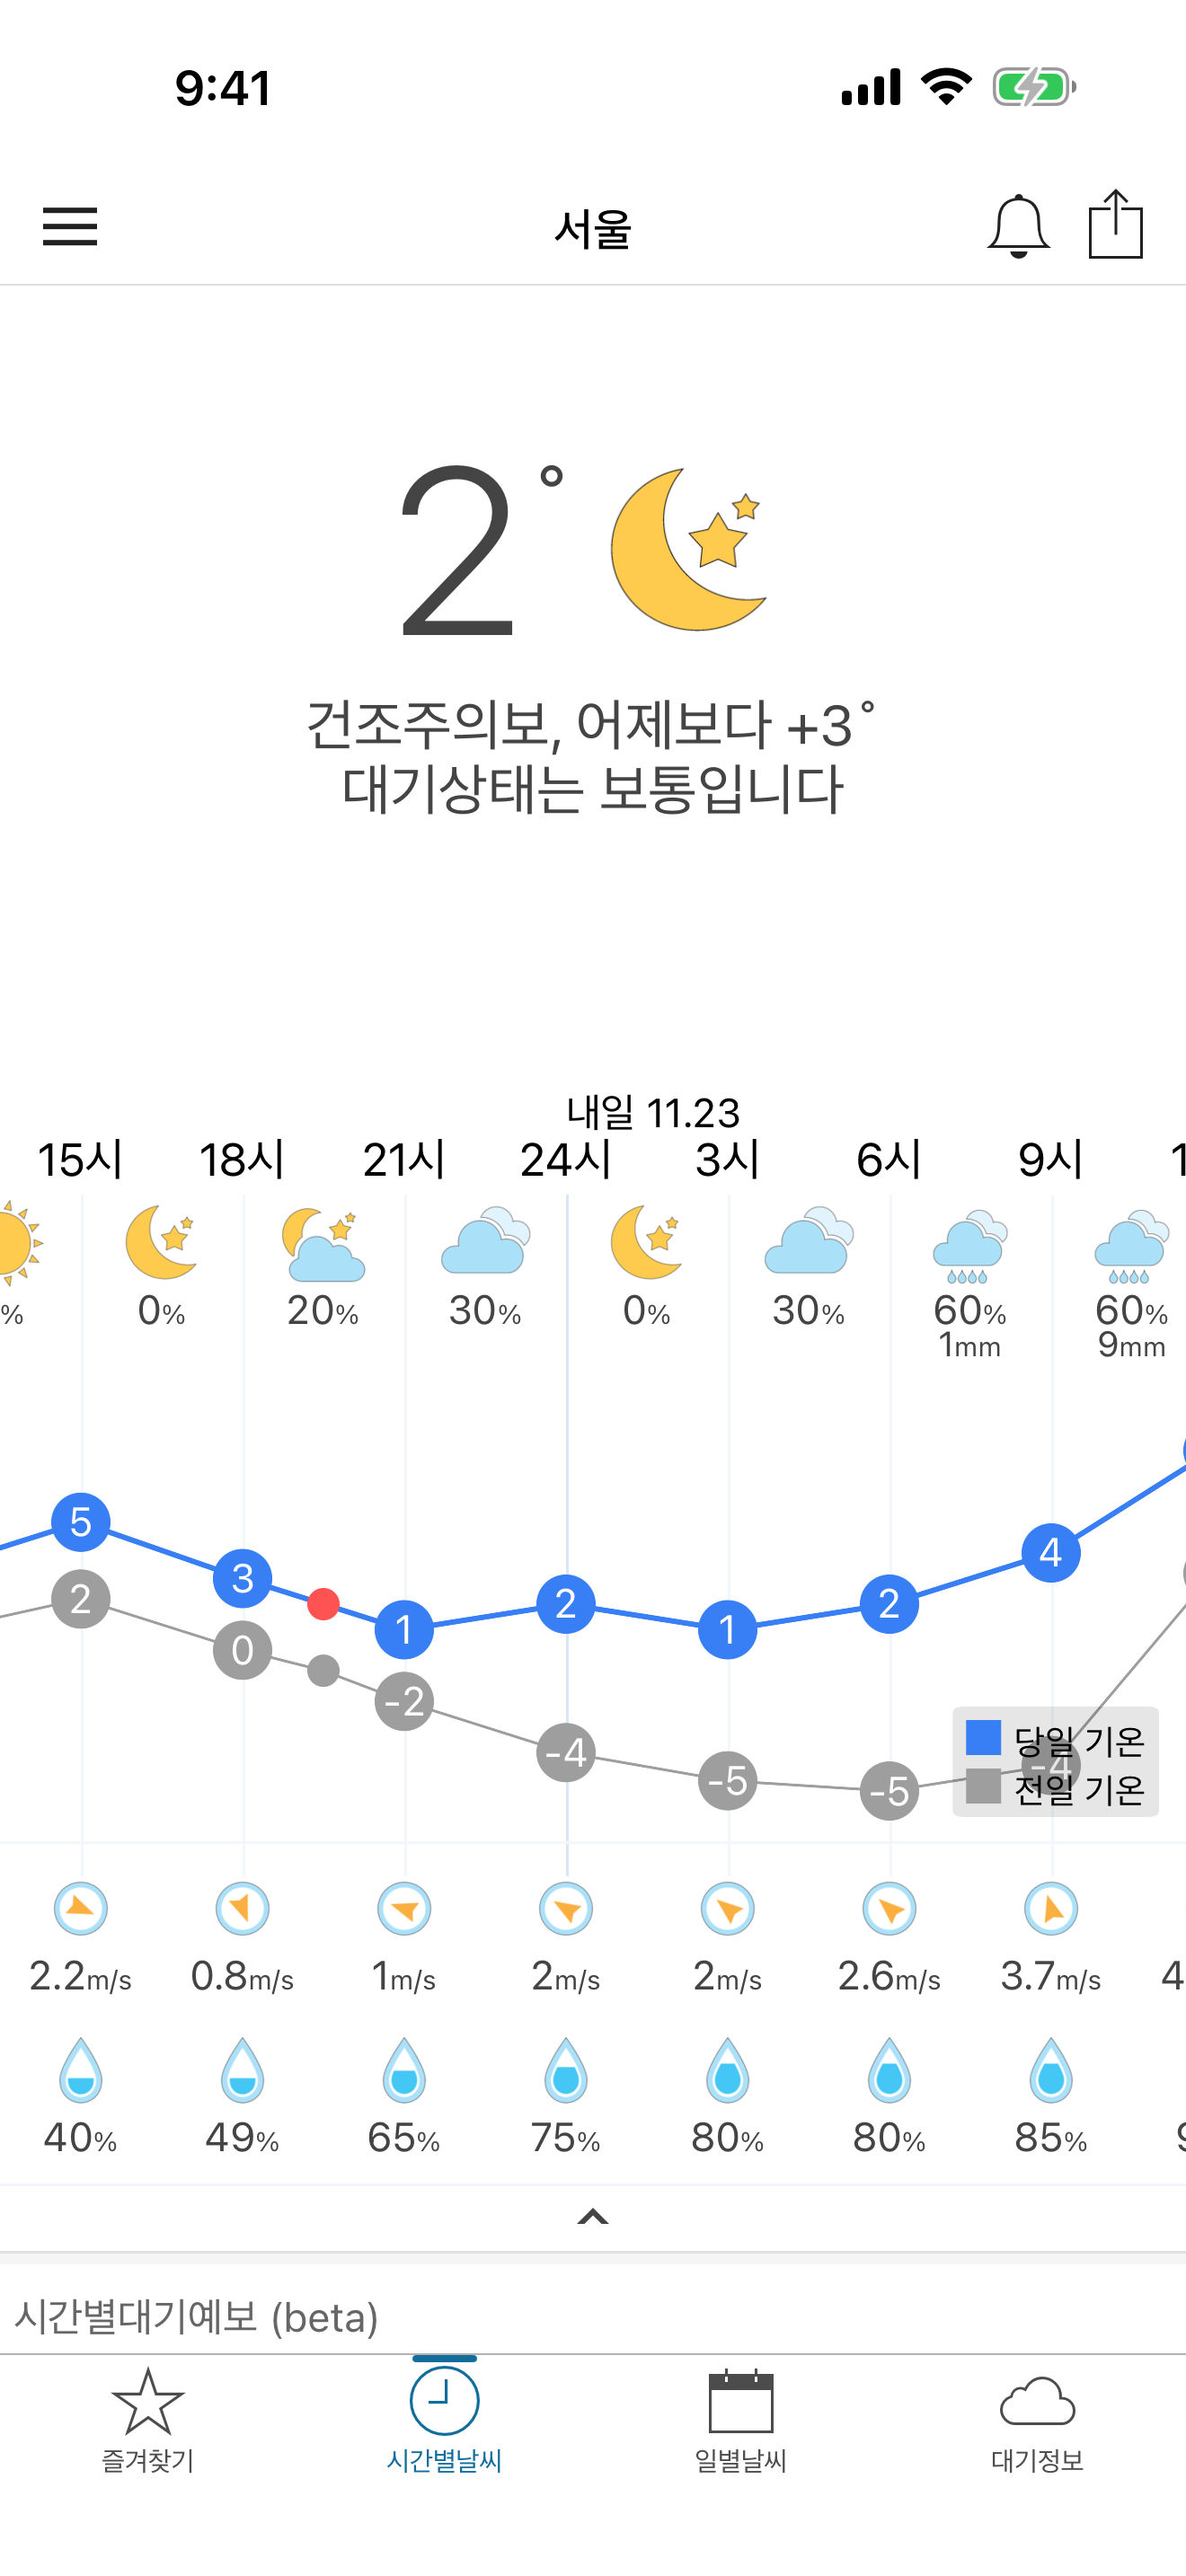 9:41
서울
2°
건조주의보, 어제보다 +3°
대기상태는 보통입니다
내일 11.23
15시 18시 21시 24시 3시 6시 9시
% 0% 20% 30% 0% 30% 60% 60%
1mm 9mm
5 3 1 2 1 2 4
2 0 -2 -4 -5 -5 -4
당일 기온
전일 기온
2.2m/s 0.8m/s 1m/s 2m/s 2m/s 2.6m/s 3.7m/s
40% 49% 65% 75% 80% 80% 85%
시간별대기예보 (beta)
즐겨찾기 시간별날씨 일별날씨 대기정보